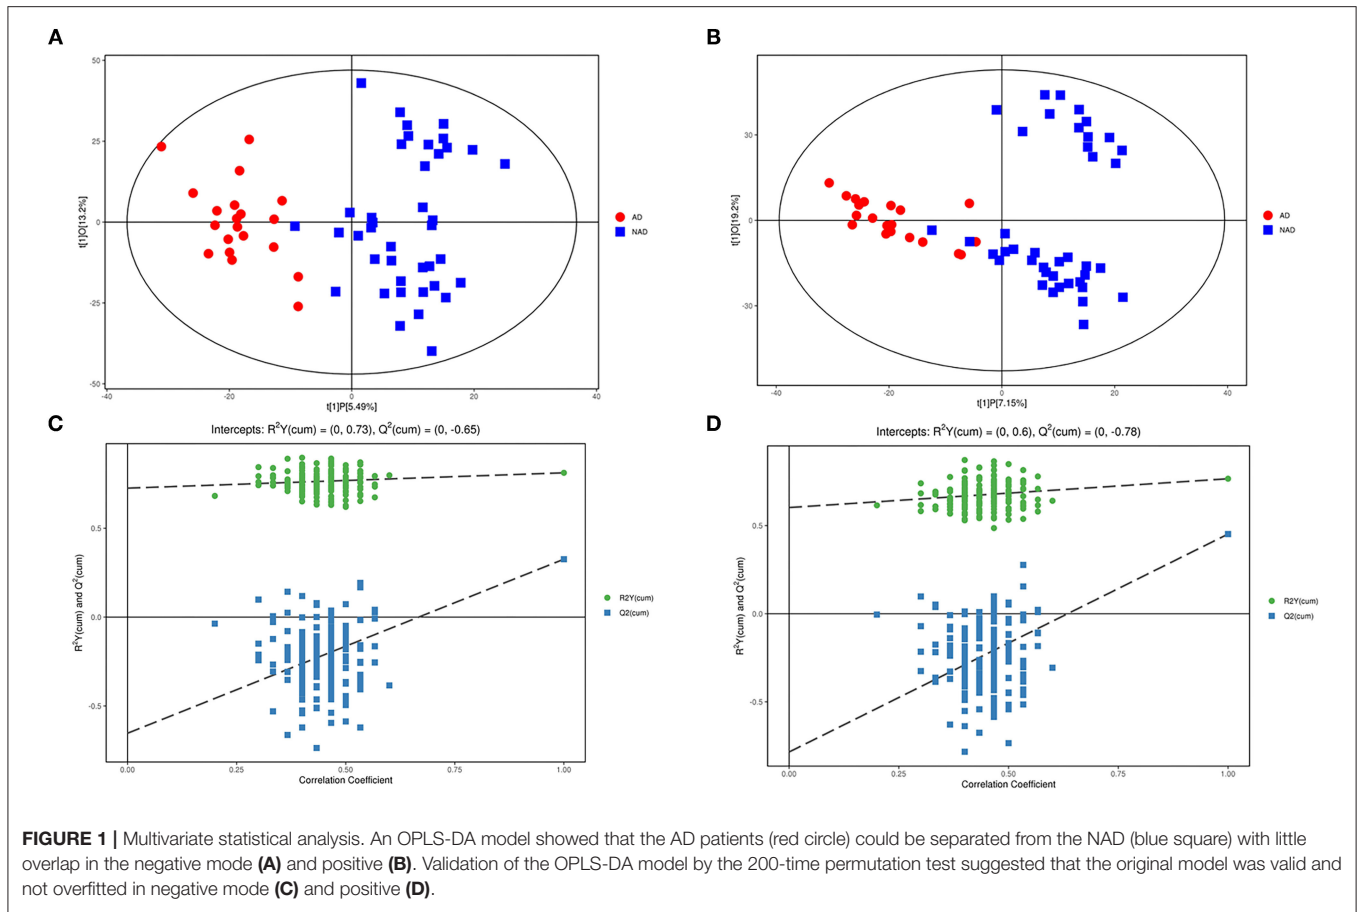 A
50
25
0
-25
-50
t[1]O[13.2%]
-40
-20
0
20
40
t[1]P[5.49%]
AD
NAD
B
30
0
-30
t[1]O[19.2%]
-40
-20
0
20
40
t[1]P[7.15%]
AD
NAD
C
Intercepts: R²Y(cum) = (0, 0.73), Q²(cum) = (0, -0.65)
0.5
0.0
-0.5
R²Y(cum) and Q²(cum)
0.00
0.25
0.50
0.75
1.00
Correlation Coefficient
R2Y(cum)
Q2(cum)
D
Intercepts: R²Y(cum) = (0, 0.6), Q²(cum) = (0, -0.78)
0.5
0.0
-0.5
R²Y(cum) and Q²(cum)
0.00
0.25
0.50
0.75
1.00
Correlation Coefficient
R2Y(cum)
Q2(cum)
FIGURE 1 | Multivariate statistical analysis. An OPLS-DA model showed that the AD patients (red circle) could be separated from the NAD (blue square) with little
overlap in the negative mode (A) and positive (B). Validation of the OPLS-DA model by the 200-time permutation test suggested that the original model was valid and
not overfitted in negative mode (C) and positive (D).